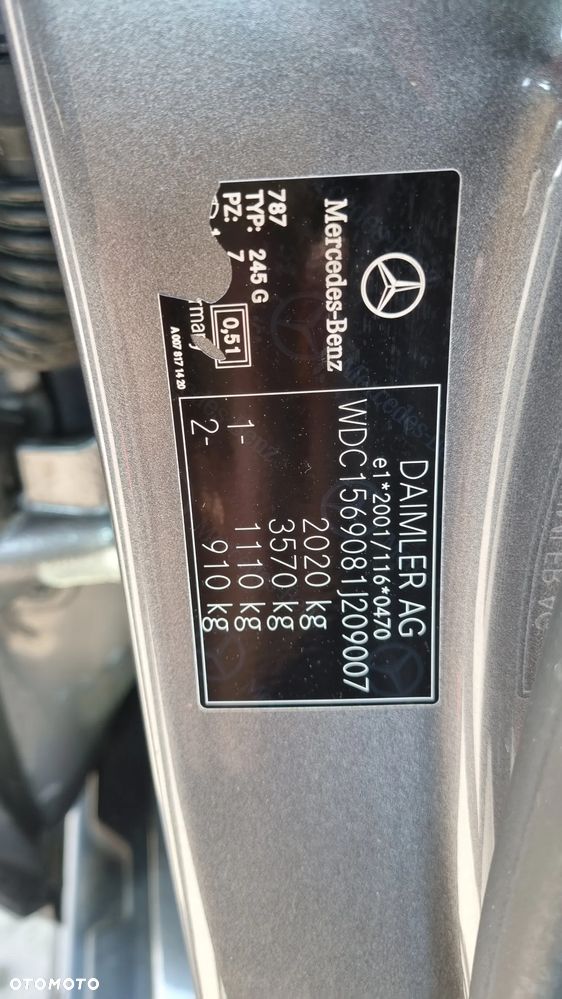 DAIMLER AG
e1*2001/116*0470
WDC1569081J209007
2020 kg
3570 kg
1- 1110 kg
2- 910 kg
Mercedes-Benz
787
TYP: 245 G
PZ: 7
0,51
many
A 007 817 14 20
OTOMOTO